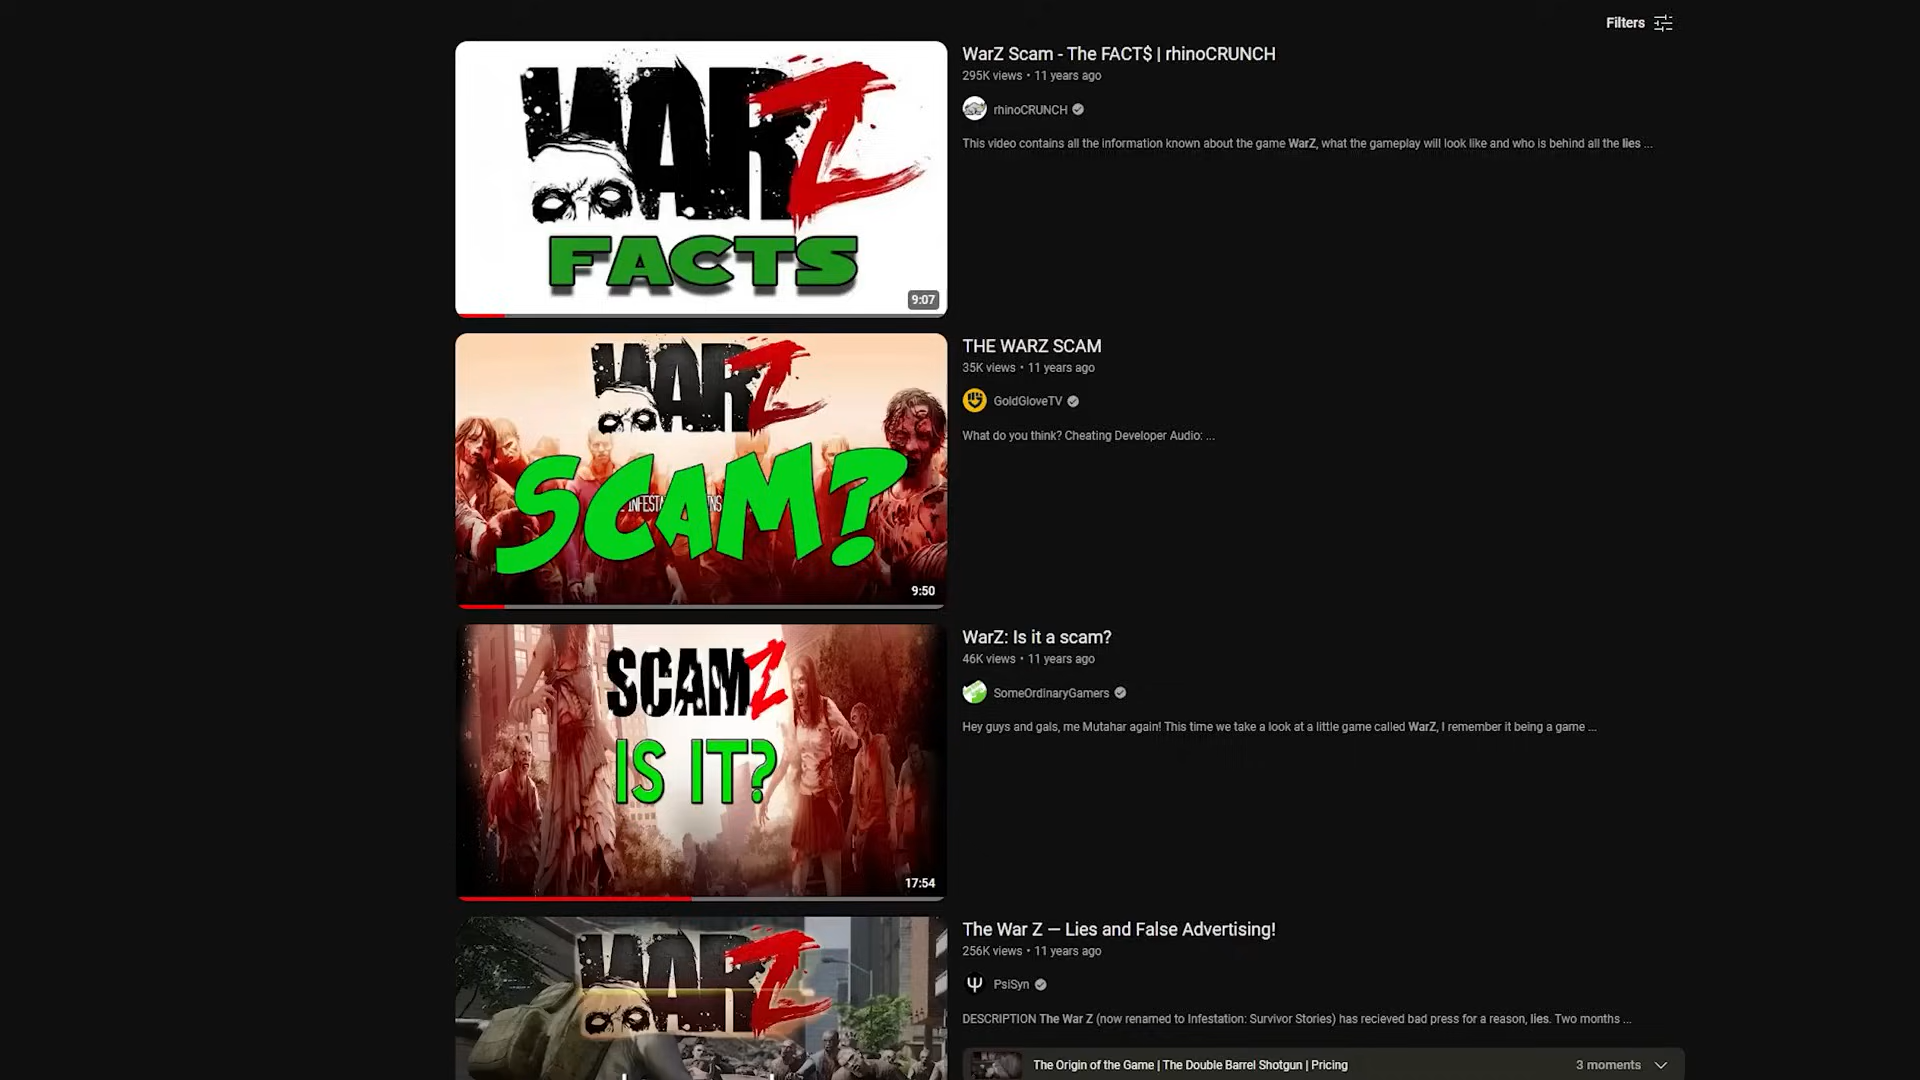 Filters
WARZ
FACTS
9:07
WarZ Scam - The FACT$ | rhinoCRUNCH
295K views • 11 years ago
rhinoCRUNCH
This video contains all the information known about the game WarZ, what the gameplay will look like and who is behind all the lies ...
WARZ
SCAM?
9:50
THE WARZ SCAM
35K views • 11 years ago
GoldGloveTV
What do you think? Cheating Developer Audio: ...
SCAMZ
IS IT?
17:54
WarZ: Is it a scam?
46K views • 11 years ago
SomeOrdinaryGamers
Hey guys and gals, me Mutahar again! This time we take a look at a little game called WarZ, I remember it being a game ...
WARZ
The War Z — Lies and False Advertising!
256K views • 11 years ago
PsiSyn
DESCRIPTION The War Z (now renamed to Infestation: Survivor Stories) has recieved bad press for a reason, lies. Two months ...
The Origin of the Game | The Double Barrel Shotgun | Pricing
3 moments